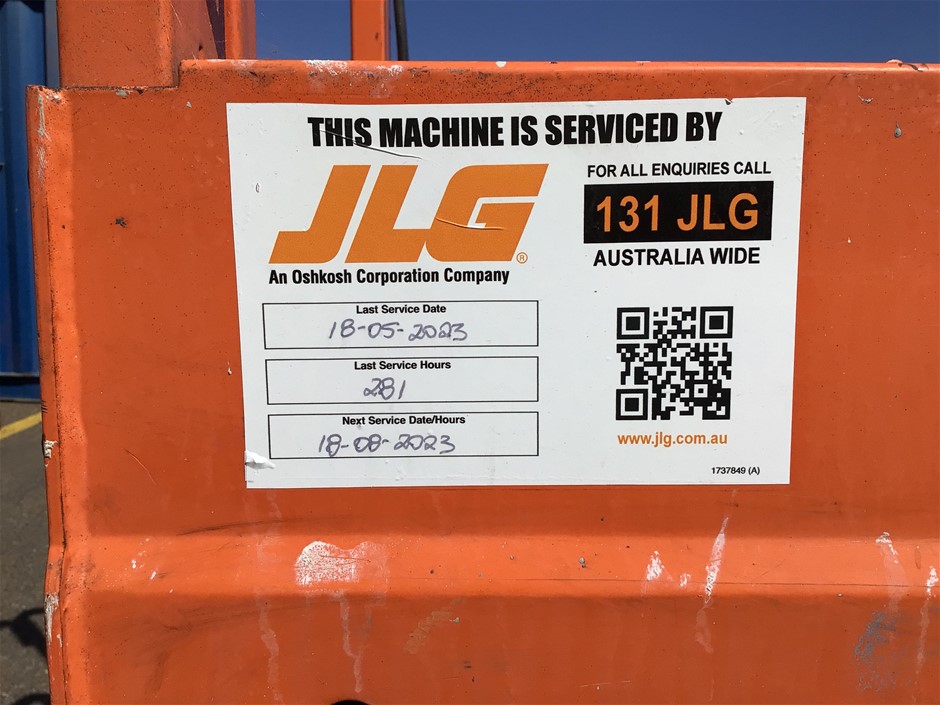 THIS MACHINE IS SERVICED BY
JLG®
An Oshkosh Corporation Company
FOR ALL ENQUIRIES CALL
131 JLG
AUSTRALIA WIDE
Last Service Date
18-05-2023
Last Service Hours
281
Next Service Date/Hours
18-08-2023
www.jlg.com.au
1737849 (A)